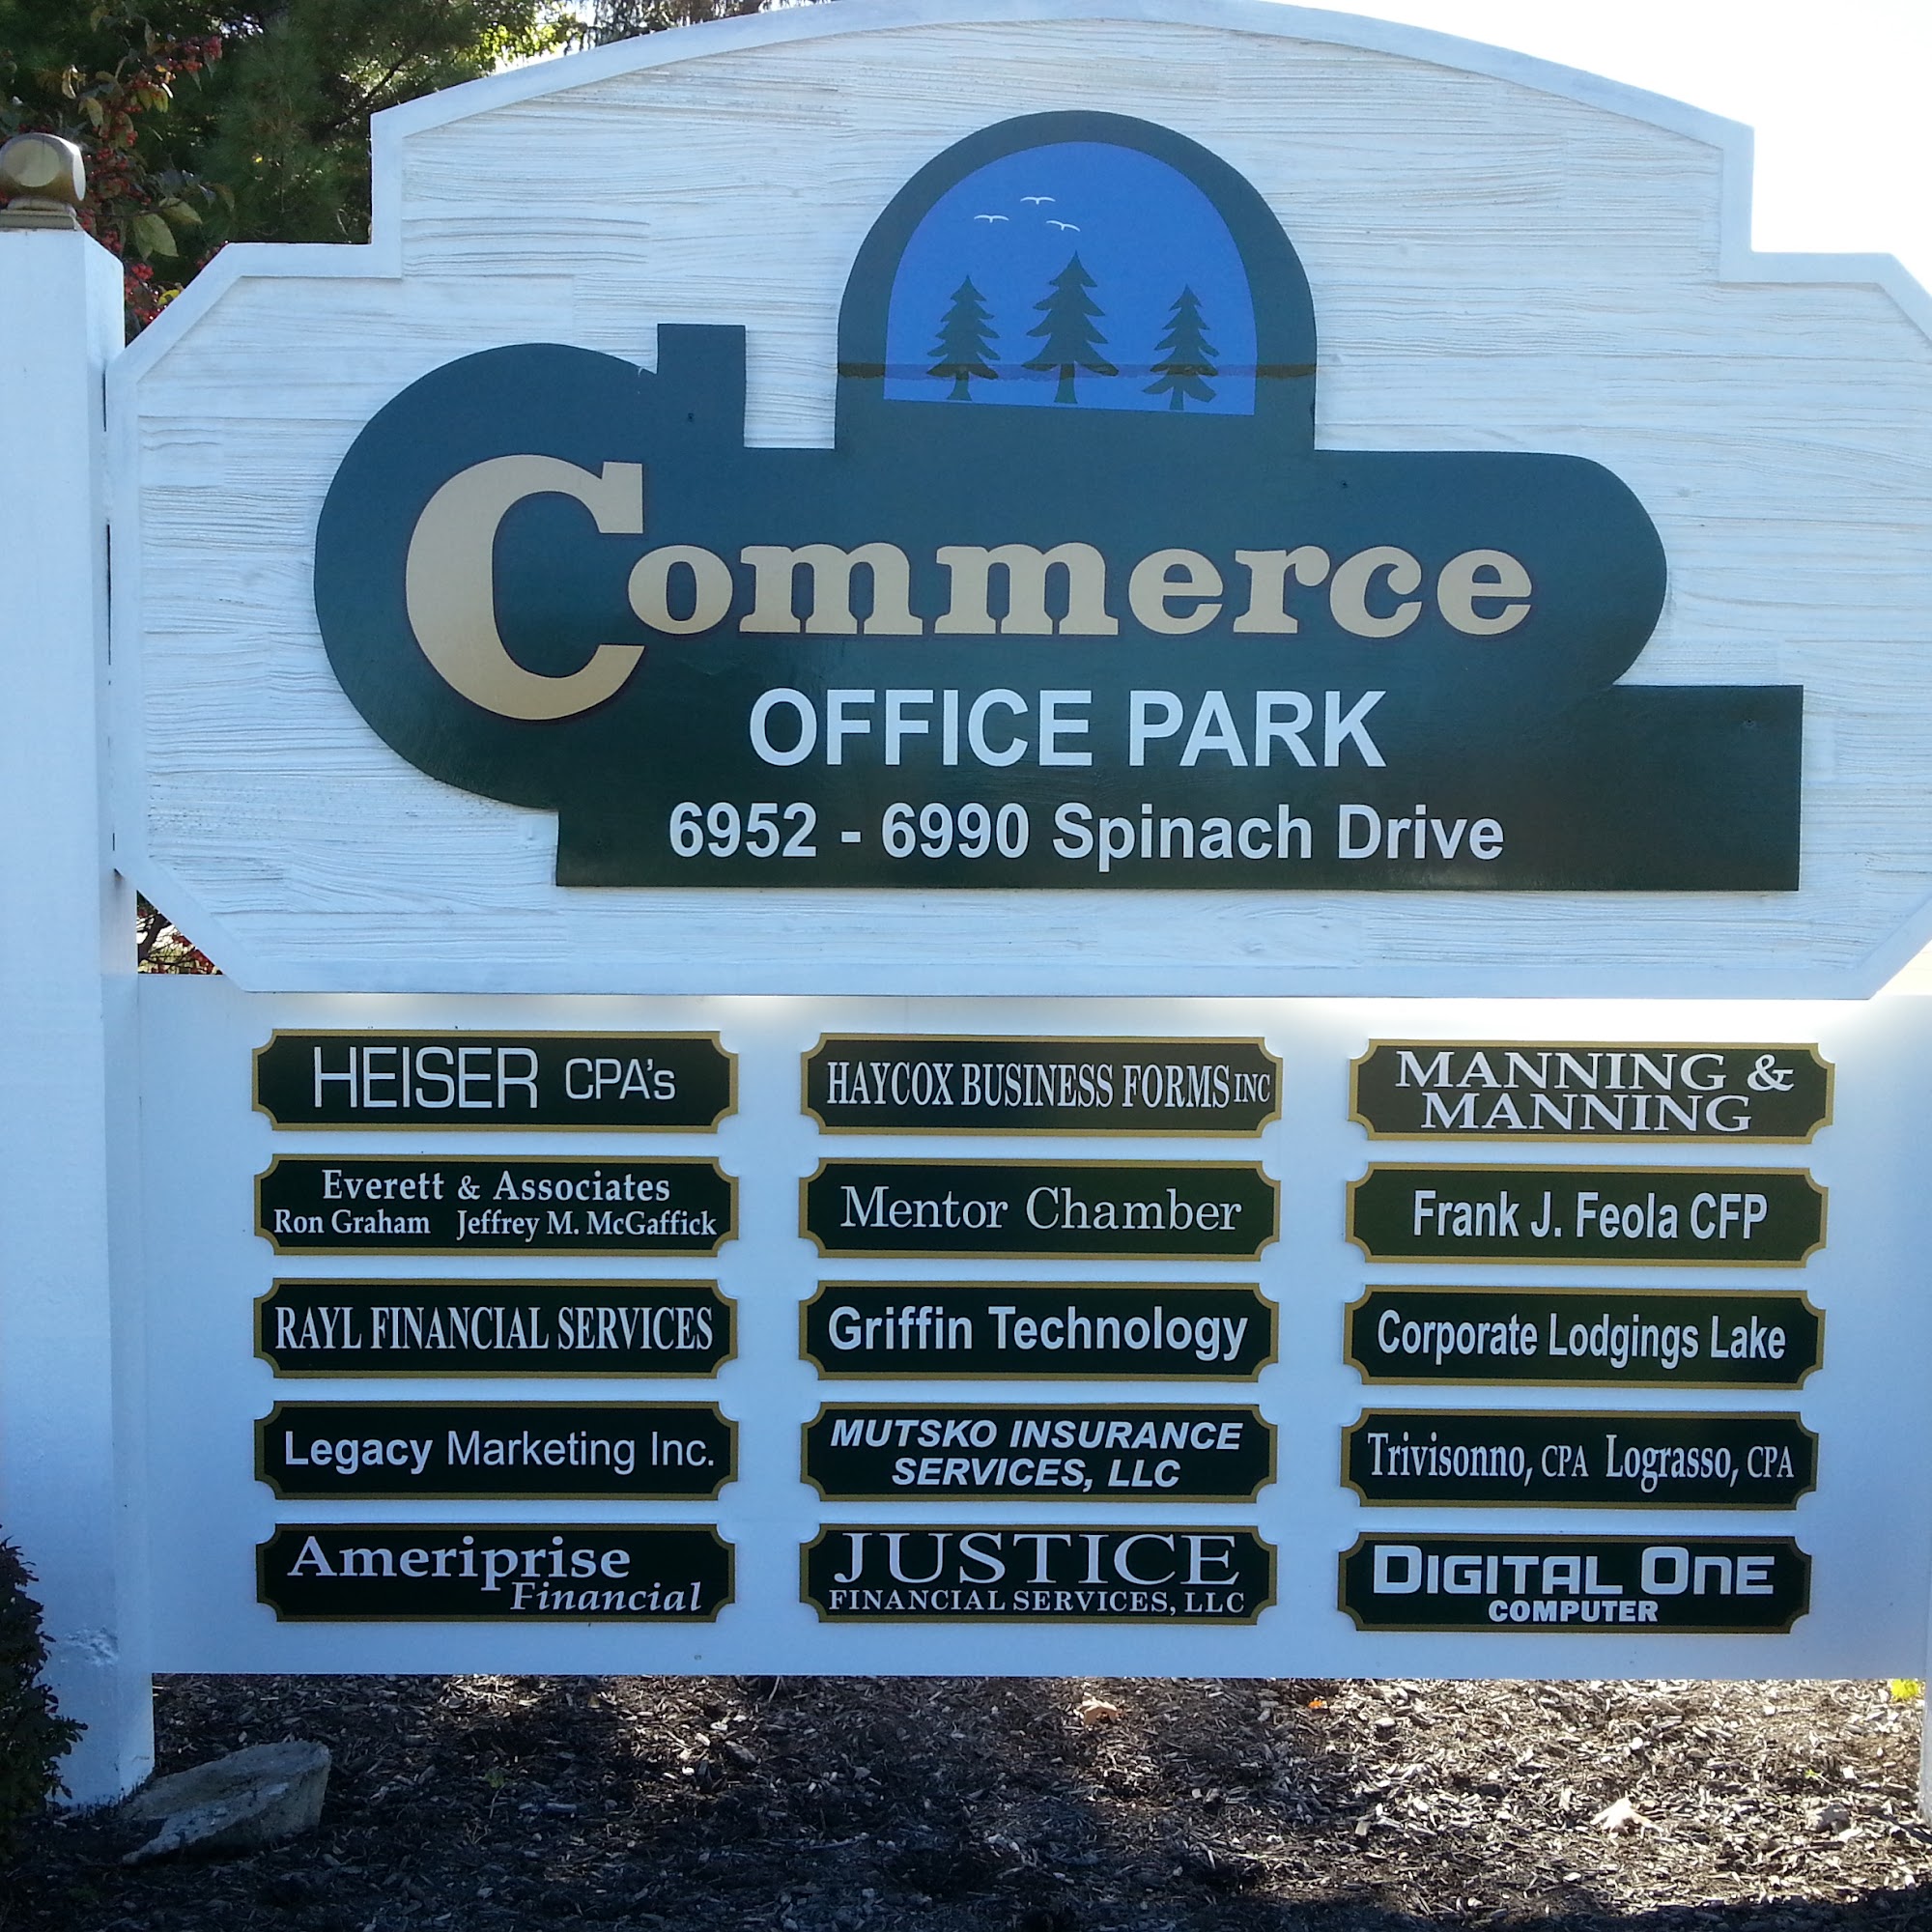 Commerce
OFFICE PARK
6952 - 6990 Spinach Drive
HEISER CPA's
Everett & Associates
Ron Graham Jeffrey M. McGaffick
RAYL FINANCIAL SERVICES
Legacy Marketing Inc.
Ameriprise
Financial
HAYCOX BUSINESS FORMS INC
Mentor Chamber
Griffin Technology
MUTSKO INSURANCE
SERVICES, LLC
JUSTICE
FINANCIAL SERVICES, LLC
MANNING &
MANNING
Frank J. Feola CFP
Corporate Lodgings Lake
Trivisonno, CPA Lograsso, CPA
DIGITAL ONE
COMPUTER